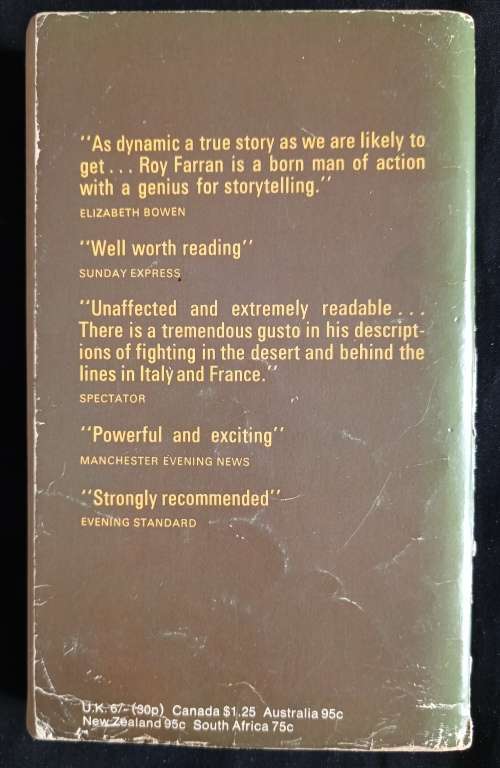 "As dynamic a true story as we are likely to
get... Roy Farran is a born man of action
with a genius for storytelling."
ELIZABETH BOWEN
"Well worth reading"
SUNDAY EXPRESS
"Unaffected and extremely readable...
There is a tremendous gusto in his descript-
ions of fighting in the desert and behind the
lines in Italy and France."
SPECTATOR
"Powerful and exciting"
MANCHESTER EVENING NEWS
"Strongly recommended"
EVENING STANDARD
U.K. 6/- (30p) Canada $1.25 Australia 95c
New Zealand 95c South Africa 75c